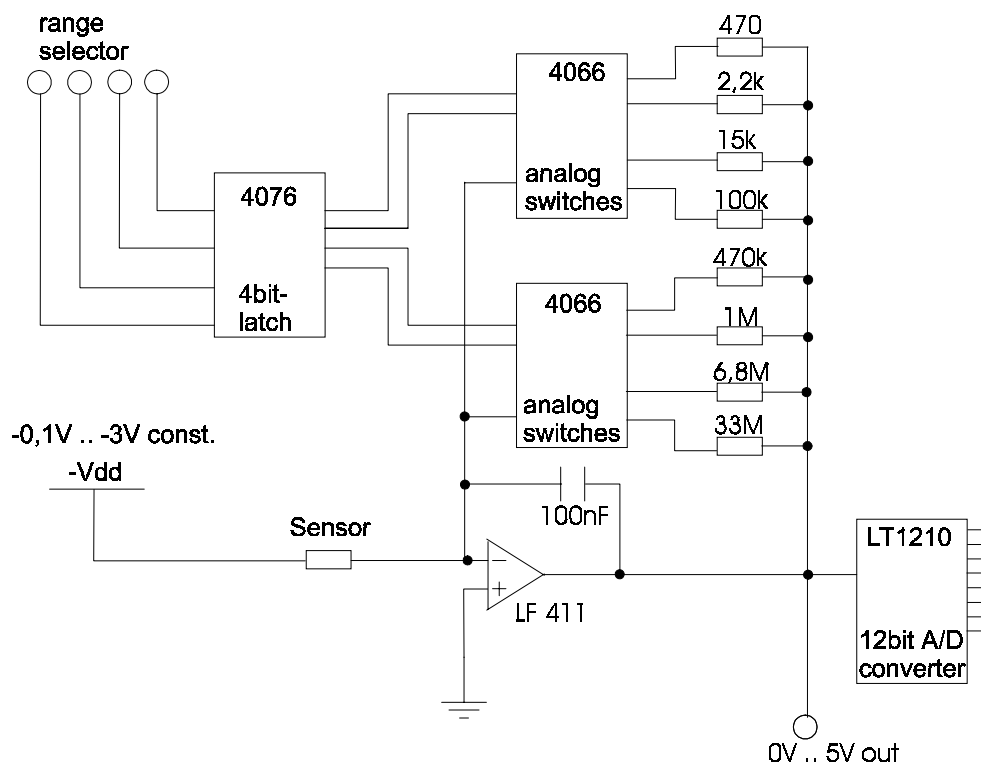 range
selector
4076
4bit-
latch
4066
analog
switches
4066
analog
switches
470
2,2k
15k
100k
470k
1M
6,8M
33M
-0,1V .. -3V const.
-Vdd
Sensor
100nF
−
+
LF 411
LT1210
12bit A/D
converter
0V .. 5V out